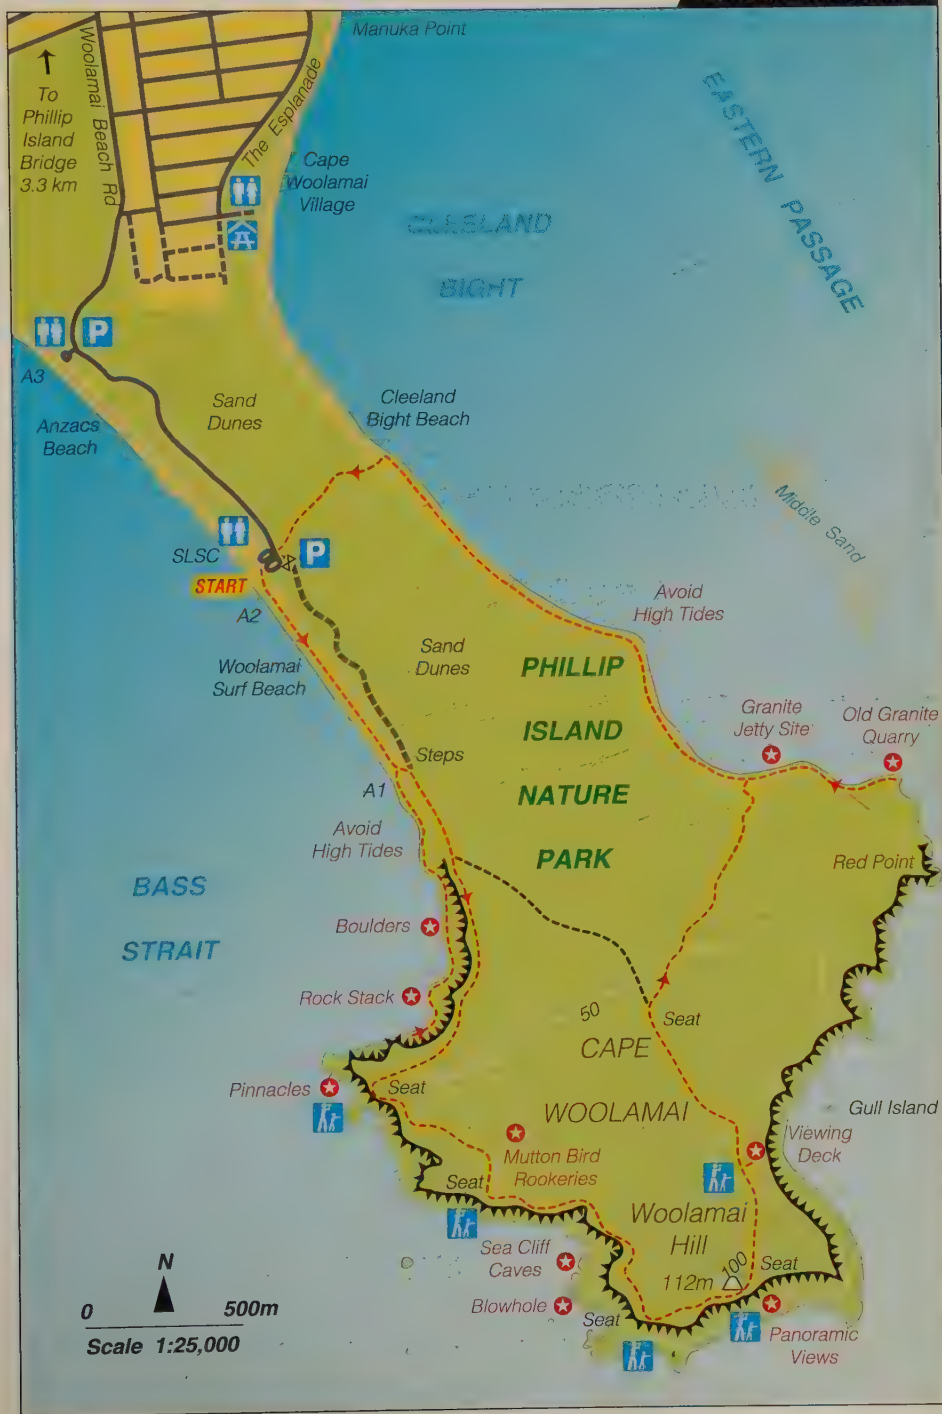 Manuka Point
Woolamai Beach Rd
To
Phillip
Island
Bridge
3.3 km
The Esplanade
EASTERN PASSAGE
Cape
Woolamai
Village
CLEELAND
BIGHT
P
A3
Anzacs
Beach
Sand
Dunes
Cleeland
Bight Beach
Middle Sand
SLSC
P
START
A2
Avoid
High Tides
Woolamai
Surf Beach
Sand
Dunes
PHILLIP
ISLAND
NATURE
PARK
Granite
Jetty Site
Old Granite
Quarry
Steps
A1
Avoid
High Tides
Red Point
BASS
STRAIT
Boulders
Rock Stack
50
Seat
CAPE
WOOLAMAI
Pinnacles
Seat
Gull Island
Viewing
Deck
Mutton Bird
Rookeries
Seat
Woolamai
Hill
112m
100
Seat
Sea Cliff
Caves
Blowhole
Seat
Panoramic
Views
N
0
500m
Scale 1:25,000